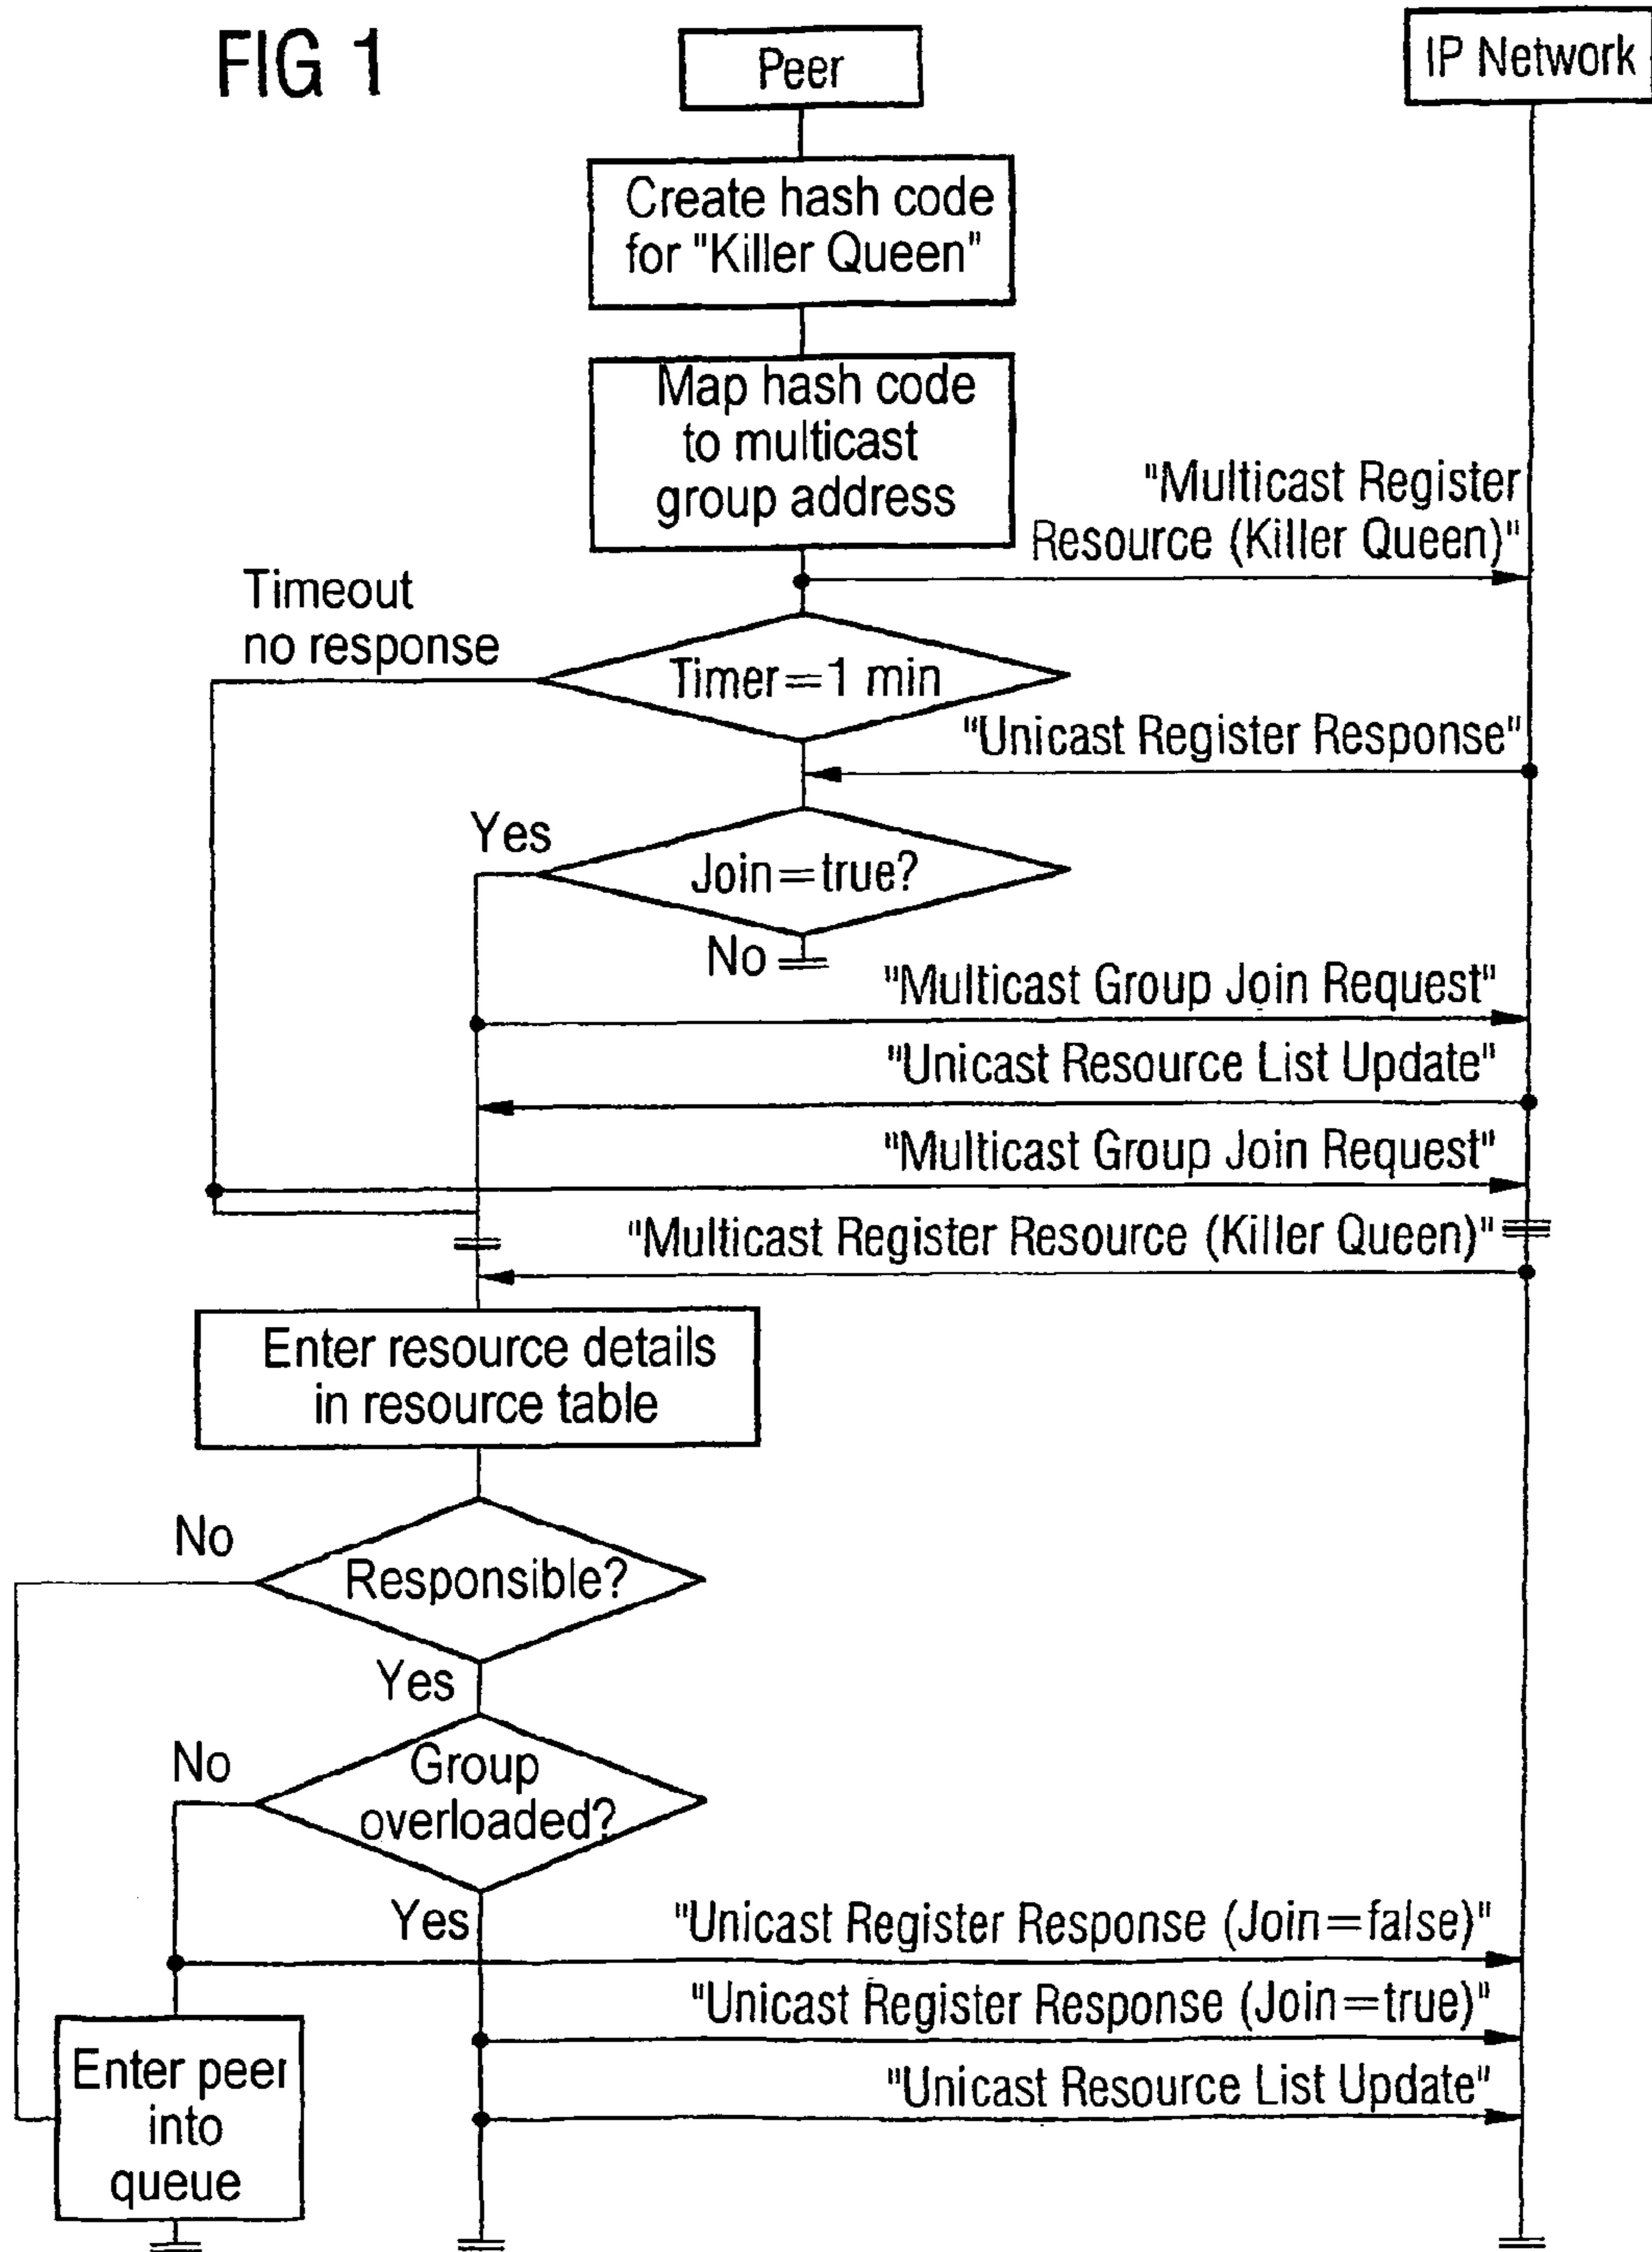 FIG 1
Peer
IP Network
Create hash code
for "Killer Queen"
Map hash code
to multicast
group address
"Multicast Register
Resource (Killer Queen)"
Timeout
no response
Timer=1 min
"Unicast Register Response"
Yes
Join=true?
No
"Multicast Group Join Request"
"Unicast Resource List Update"
"Multicast Group Join Request"
"Multicast Register Resource (Killer Queen)"
Enter resource details
in resource table
No
Responsible?
Yes
No
Group
overloaded?
Yes
"Unicast Register Response (Join=false)"
"Unicast Register Response (Join=true)"
"Unicast Resource List Update"
Enter peer
into
queue